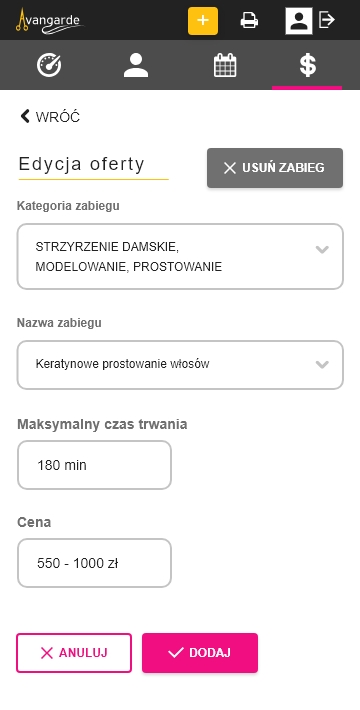 Avangarde
WRÓĆ
Edycja oferty
USUŃ ZABIEG
Kategoria zabiegu
STRZYRZENIE DAMSKIE,
MODELOWANIE, PROSTOWANIE
Nazwa zabiegu
Keratynowe prostowanie włosów
Maksymalny czas trwania
180 min
Cena
550 - 1000 zł
ANULUJ
DODAJ